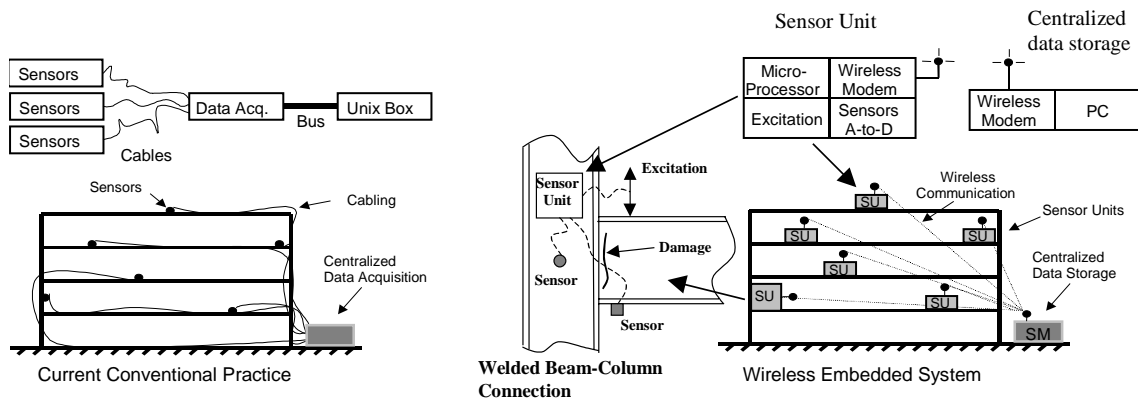 Sensors
Sensors
Sensors
Cables
Data Acq.
Bus
Unix Box
Sensors
Cabling
Centralized
Data Acquisition
Current Conventional Practice
Sensor Unit
Micro-
Processor
Wireless
Modem
Excitation
Sensors
A-to-D
Centralized
data storage
Wireless
Modem
PC
Sensor
Unit
Excitation
Damage
Sensor
Sensor
Welded Beam-Column
Connection
Wireless
Communication
Sensor Units
Centralized
Data Storage
SU
SU
SU
SU
SU
SU
SM
Wireless Embedded System